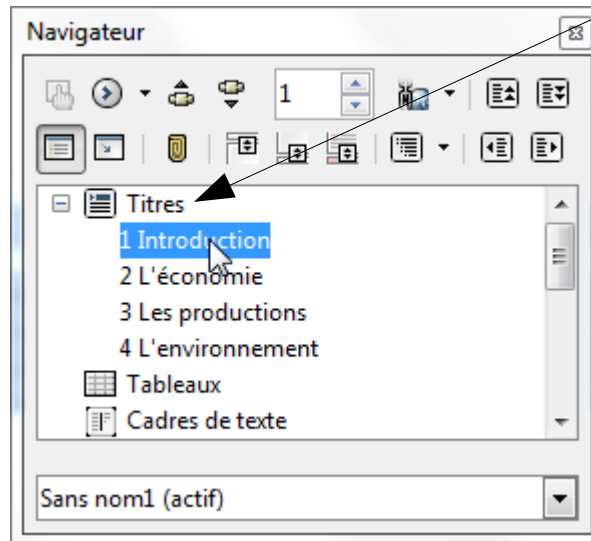 Navigateur
1
Titres
1 Introduction
2 L'économie
3 Les productions
4 L'environnement
Tableaux
Cadres de texte
Sans nom1 (actif)